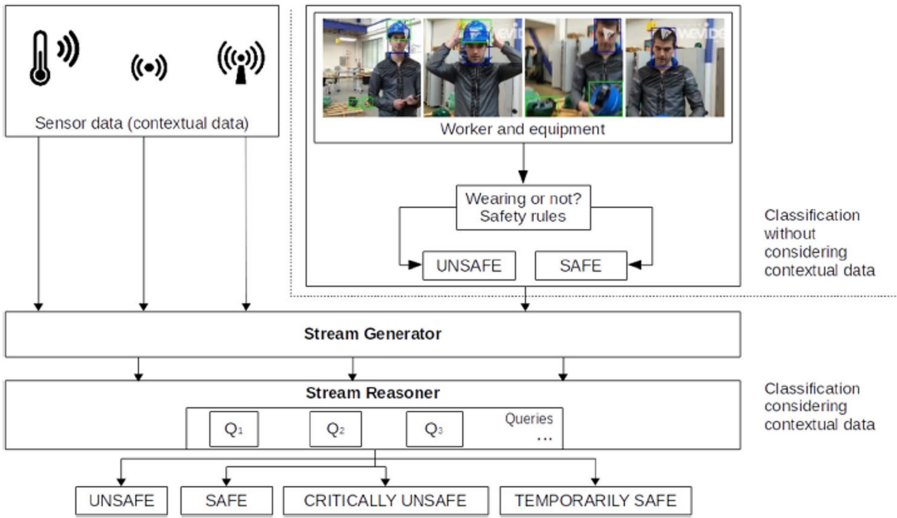 Sensor data (contextual data)
Worker and equipment
Wearing or not?
Safety rules
UNSAFE
SAFE
Classification
without
considering
contextual data
Stream Generator
Stream Reasoner
Q1
Q2
Q3
Queries
...
Classification
considering
contextual data
UNSAFE
SAFE
CRITICALLY UNSAFE
TEMPORARILY SAFE